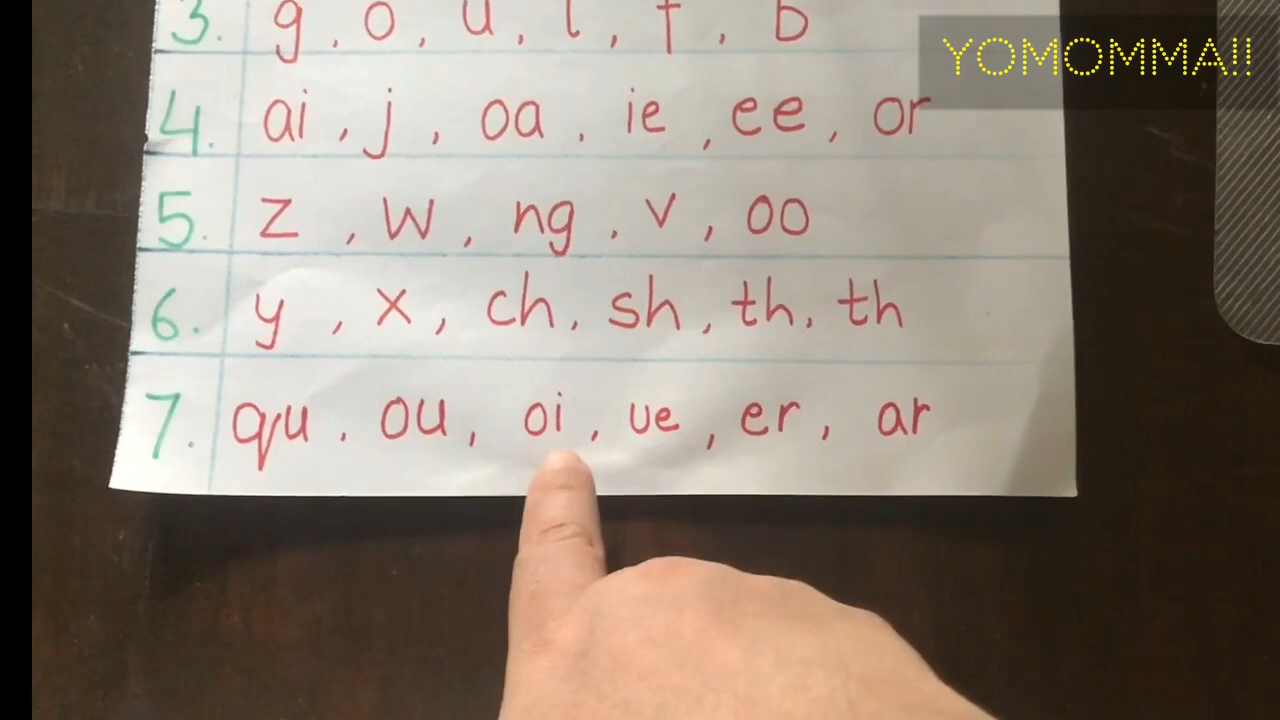 3. g, o, u, l, f, b
YOMOMMA!!
4. ai, j, oa, ie, ee, or
5. z, w, ng, v, oo
6. y, x, ch, sh, th, th
7. qu, ou, oi, ue, er, ar